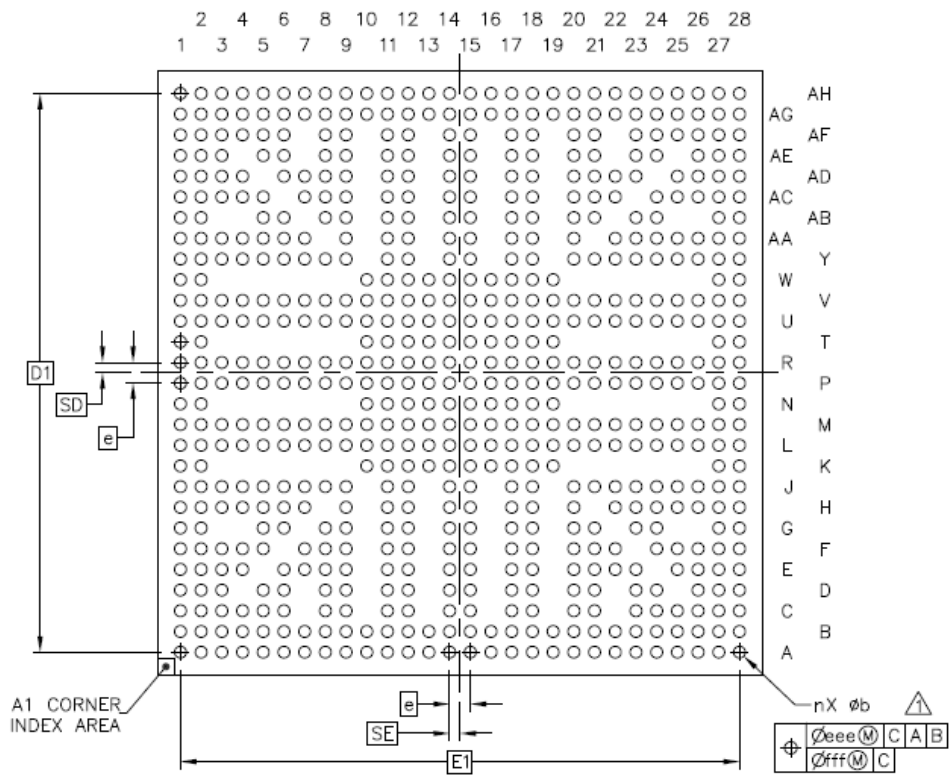 2 4 6 8 10 12 14 16 18 20 22 24 26 28
1 3 5 7 9 11 13 15 17 19 21 23 25 27
AH
AG
AF
AE
AD
AC
AB
AA
Y
W
V
U
T
R
P
N
M
L
K
J
H
G
F
E
D
C
B
A
D1
SD
e
A1 CORNER
INDEX AREA
e
SE
E1
nX øb 1
Øeee Ⓜ C A B
Øfff Ⓜ C